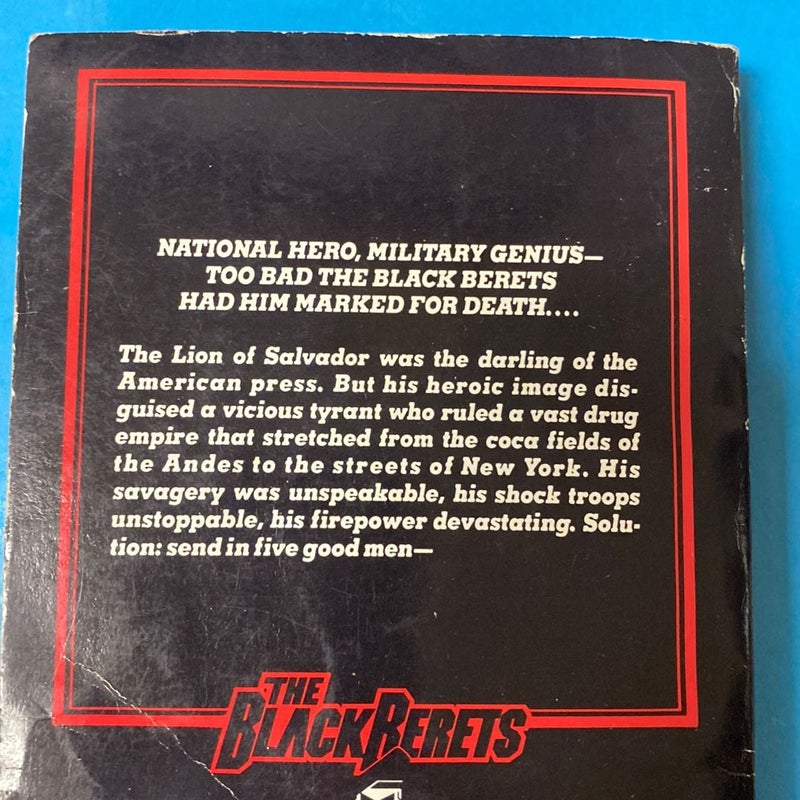 NATIONAL HERO, MILITARY GENIUS—
TOO BAD THE BLACK BERETS
HAD HIM MARKED FOR DEATH....
The Lion of Salvador was the darling of the
American press. But his heroic image dis-
guised a vicious tyrant who ruled a vast drug
empire that stretched from the coca fields of
the Andes to the streets of New York. His
savagery was unspeakable, his shock troops
unstoppable, his firepower devastating. Solu-
tion: send in five good men—
THE
BLACK BERETS